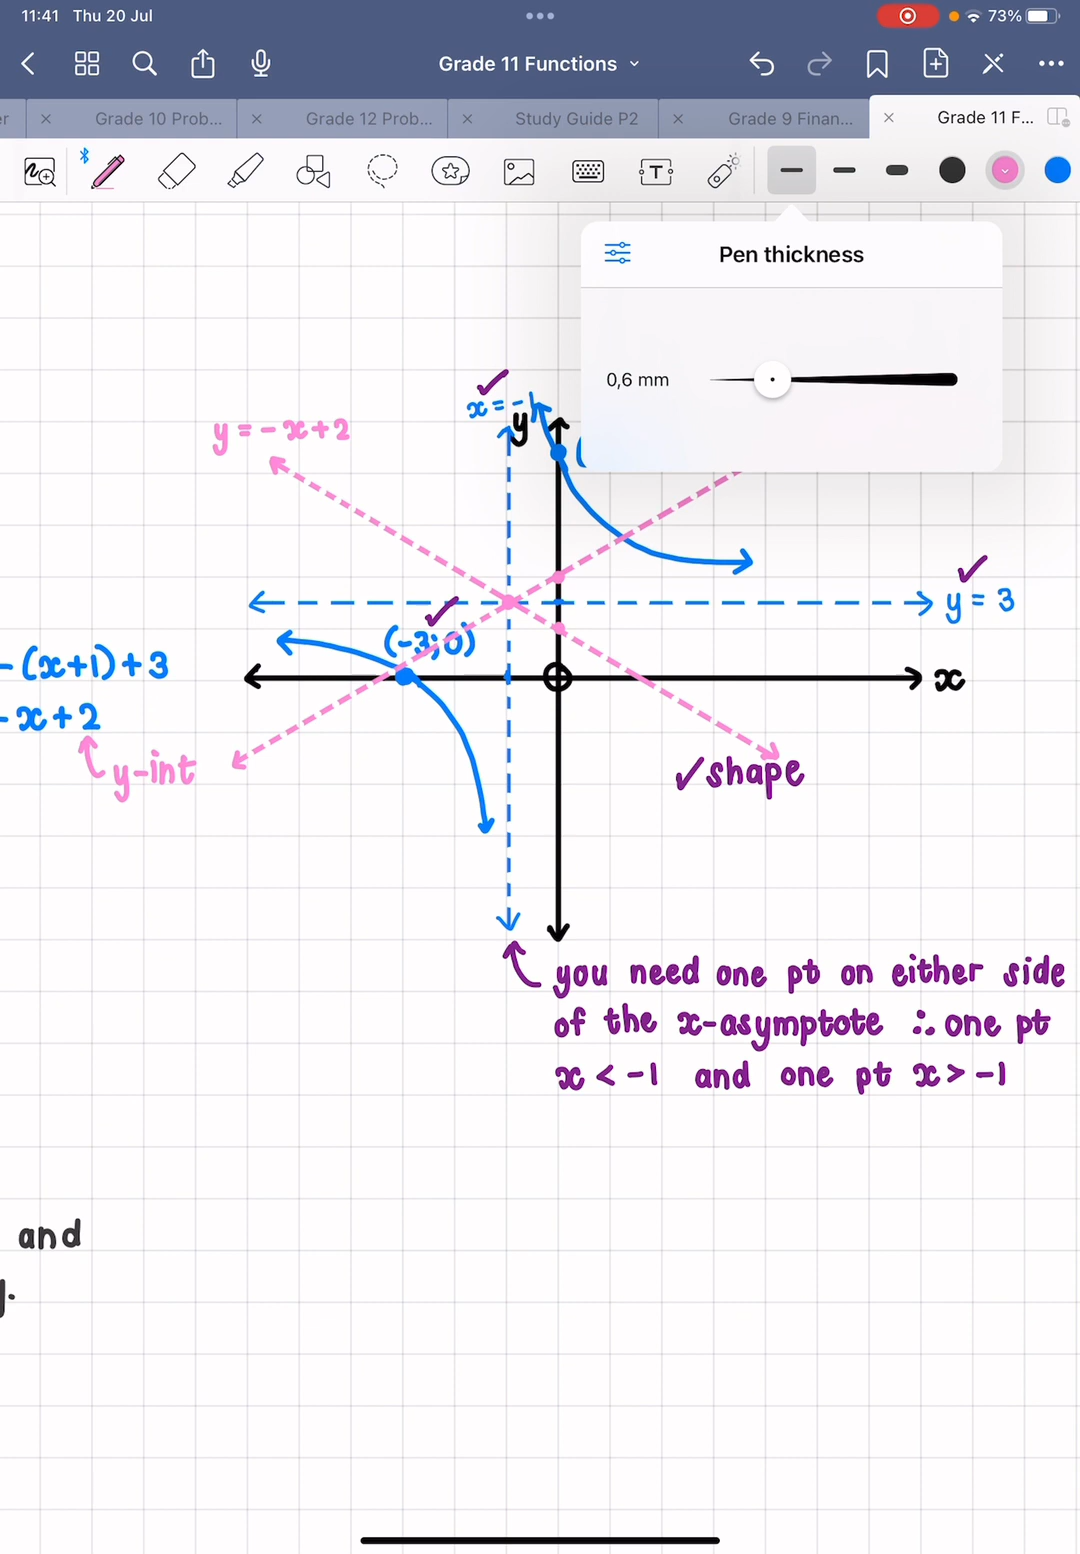 11:41 Thu 20 Jul
73%
Grade 11 Functions
er
Grade 10 Prob...
Grade 12 Prob...
Study Guide P2
Grade 9 Finan...
Grade 11 F...
T
Pen thickness
0,6 mm
x = -1
y
(
y = -x+2
y = 3
(-3;0)
-(x+1)+3
x
-x+2
y-int
✓shape
you need one pt on either side
of the x-asymptote ∴ one pt
x < -1 and one pt x > -1
and